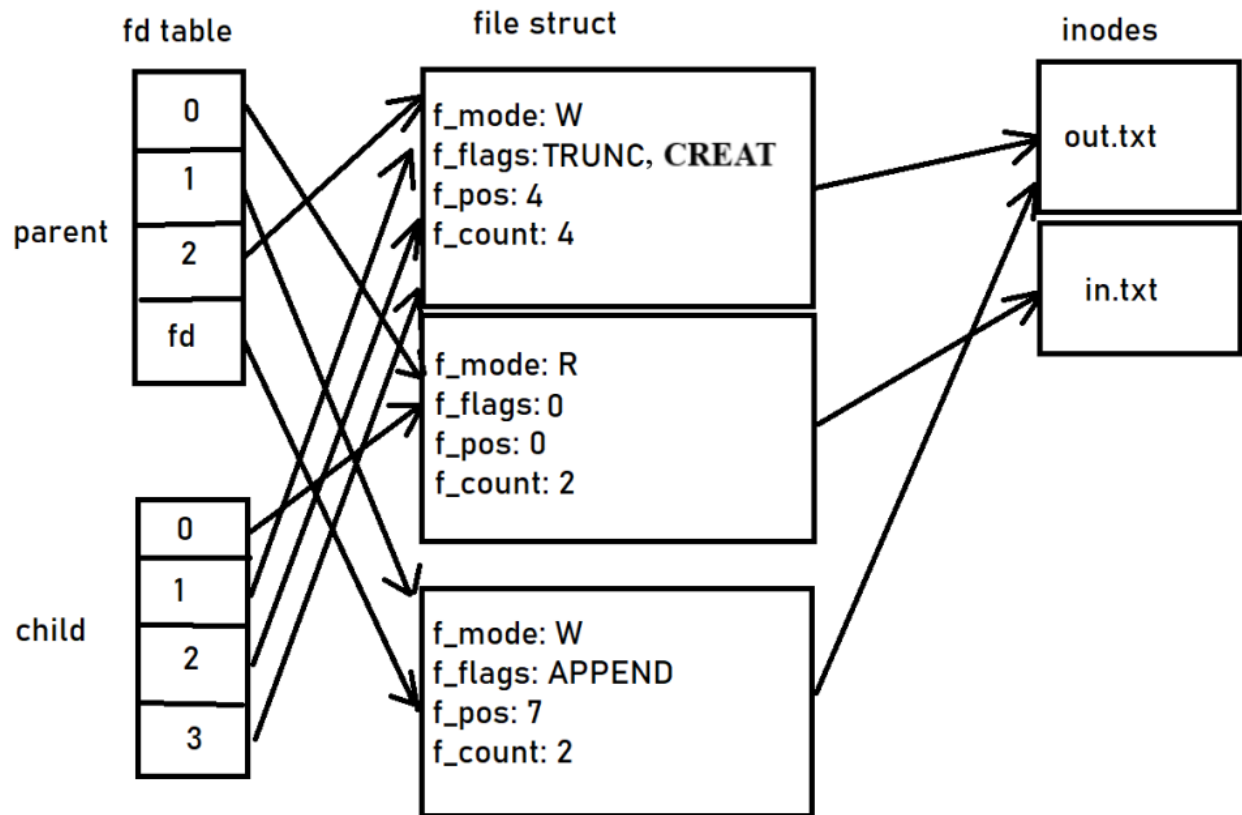 fd table
file struct
inodes
parent
0
1
2
fd
f_mode: W
f_flags: TRUNC, CREAT
f_pos: 4
f_count: 4
out.txt
in.txt
f_mode: R
f_flags: 0
f_pos: 0
f_count: 2
child
0
1
2
3
f_mode: W
f_flags: APPEND
f_pos: 7
f_count: 2